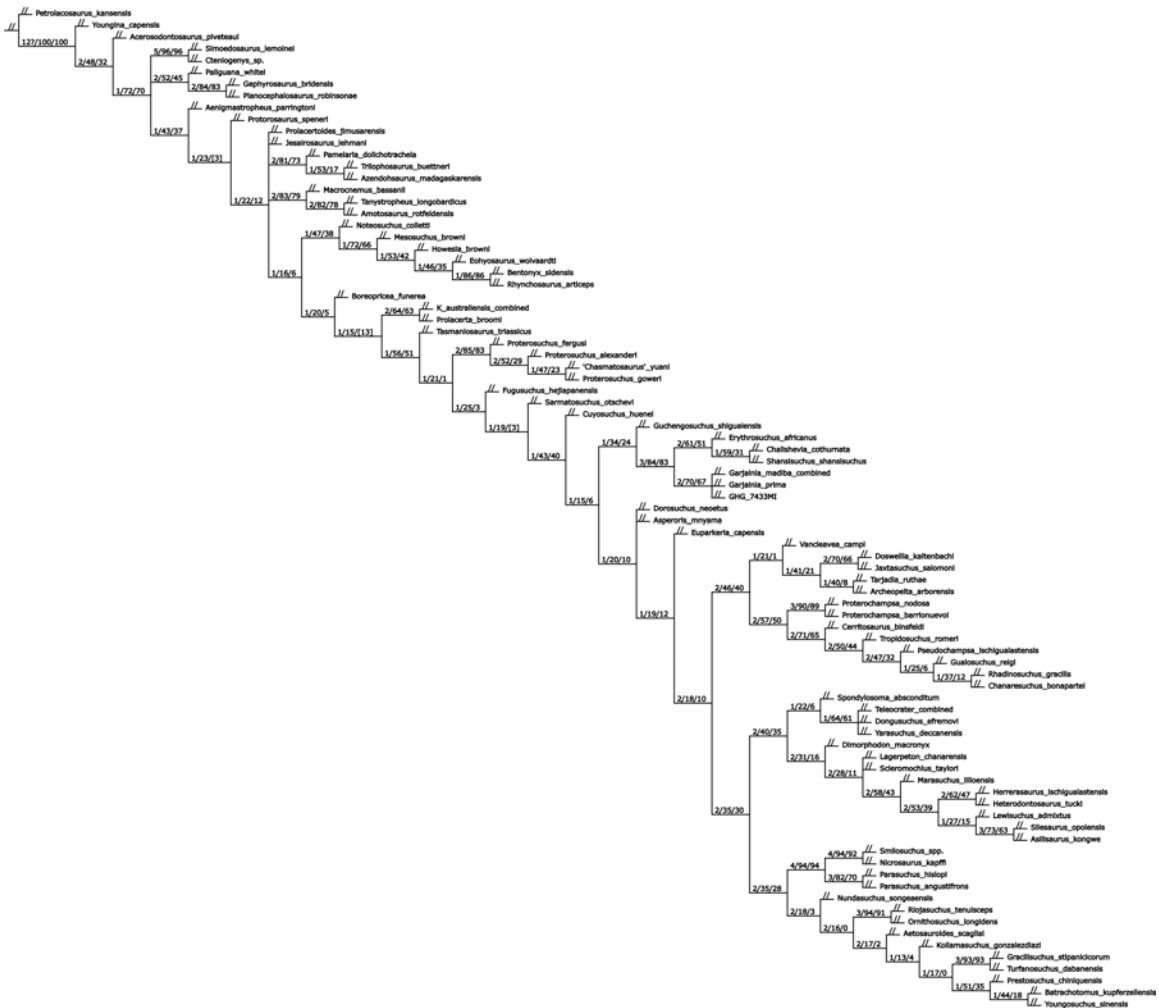 Petrolacosaurus_kansensis
Youngina_capensis
127/100/100
Acerosodontosaurus_piveteaui
2/48/32
Simoedosaurus_lemoinei
5/96/96
Cteniogenys_sp.
1/72/70
Paliguana_whitei
2/52/45
Gephyrosaurus_bridensis
2/84/83
Planocephalosaurus_robinsonae
Aenigmastropheus_parringtoni
1/43/37
Protorosaurus_speneri
Prolacertoides_jimusarensis
1/23/[3]
Jesairosaurus_lehmani
Pamelaria_dolichotrachela
2/81/73
Trilophosaurus_buettneri
1/53/17
Azendohsaurus_madagaskarensis
Macrocnemus_bassanii
2/83/79
Tanystropheus_longobardicus
1/22/12
2/82/78
Amotosaurus_rotfeldensis
Noteosuchus_colletti
1/47/38
Mesosuchus_browni
1/72/66
Howesia_browni
1/53/42
Eohyosaurus_wolvaardti
1/46/35
Bentonyx_sidensis
1/16/6
1/86/86
Rhynchosaurus_articeps
Boreopricea_funerea
K_australiensis_combined
2/64/63
1/20/5
Prolacerta_broomi
Tasmaniosaurus_triassicus
1/15/[13]
Proterosuchus_fergusi
1/56/51
2/85/83
Proterosuchus_alexanderi
2/52/29
'Chasmatosaurus'_yuani
1/47/23
1/21/1
Proterosuchus_goweri
Fugusuchus_hejiapanensis
1/25/3
Sarmatosuchus_otschevi
Cuyosuchus_huenei
1/19/[3]
Guchengosuchus_shiguaiensis
Erythrosuchus_africanus
1/43/40
1/34/24
2/61/51
Chalishevia_cothurnata
1/59/31
Shansisuchus_shansisuchus
3/84/83
Garjainia_madiba_combined
2/70/67
Garjainia_prima
GHG_7433MI
1/15/6
Dorosuchus_neoetus
Asperoris_mnyama
Euparkeria_capensis
Vancleavea_campi
1/21/1
Doswellia_kaltenbachi
2/70/66
1/20/10
1/41/21
Jaxtasuchus_salomoni
Tarjadia_ruthae
1/40/8
2/46/40
Archeopelta_arborensis
Proterochampsa_nodosa
3/90/89
1/19/12
Proterochampsa_barrionuevoi
2/57/50
Cerritosaurus_binsfeldi
2/71/65
Tropidosuchus_romeri
2/50/44
Pseudochampsa_ischigualastensis
2/47/32
Gualosuchus_reigi
1/25/6
Rhadinosuchus_gracilis
1/37/12
Chanaresuchus_bonapartei
2/18/10
Spondylosoma_absconditum
1/22/6
Teleocrater_combined
1/64/61
Dongusuchus_efremovi
Yarasuchus_deccanensis
2/40/35
Dimorphodon_macronyx
2/31/16
Lagerpeton_chanarensis
Scleromochlus_taylori
2/28/11
Marasuchus_lilloensis
2/58/43
Herrerasaurus_ischigualastensis
2/62/47
2/53/39
Heterodontosaurus_tucki
2/35/30
Lewisuchus_admixtus
1/27/15
Silesaurus_opolensis
3/73/63
Asilisaurus_kongwe
Smilosuchus_spp.
4/94/92
Nicrosaurus_kapffi
4/94/94
Parasuchus_hislopi
3/82/70
2/35/28
Parasuchus_angustifrons
Nundasuchus_songeaensis
2/18/3
Riojasuchus_tenuisceps
3/94/91
2/16/0
Ornithosuchus_longidens
Aetosauroides_scagliai
2/17/2
Koilamasuchus_gonzalezdiazi
1/13/4
Gracilisuchus_stipanicicorum
3/93/93
1/17/0
Turfanosuchus_dabanensis
Prestosuchus_chiniquensis
1/51/35
Batrachotomus_kupferzellensis
1/44/18
Youngosuchus_sinensis